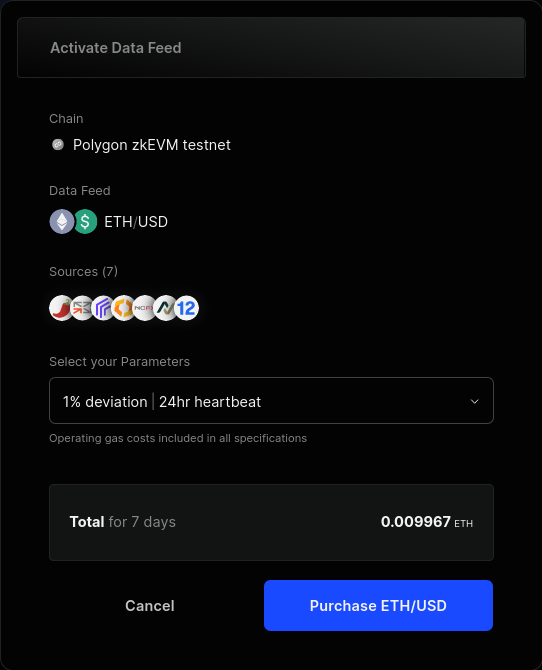 Activate Data Feed
Chain
Polygon zkEVM testnet
Data Feed
ETH/USD
Sources (7)
12
Select your Parameters
1% deviation | 24hr heartbeat
Operating gas costs included in all specifications
Total for 7 days 0.009967 ETH
Cancel Purchase ETH/USD